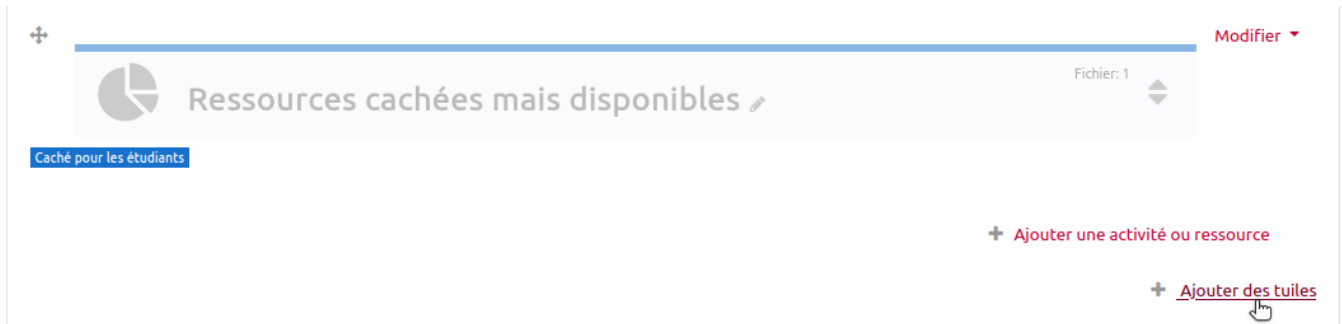 Modifier
Fichier: 1
Ressources cachées mais disponibles
Caché pour les étudiants
Ajouter une activité ou ressource
Ajouter des tuiles